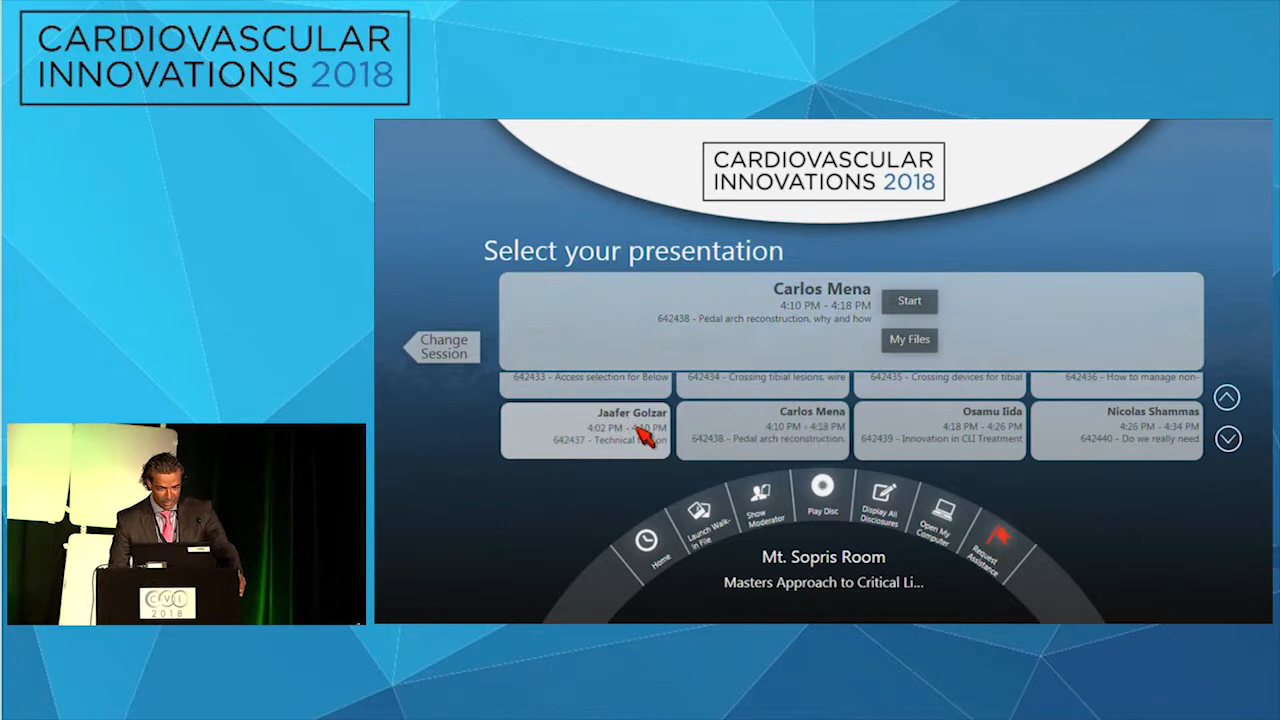 CARDIOVASCULAR
INNOVATIONS 2018
CARDIOVASCULAR
INNOVATIONS 2018
Select your presentation
Carlos Mena
4:10 PM - 4:18 PM
642438 - Pedal arch reconstruction, why and how
Start
My Files
Change
Session
642433 - Access selection for Below
642434 - Crossing tibial lesions, wire
642435 - Crossing devices for tibial
642436 - How to manage non-
Jaafer Golzar
4:02 PM - 4:10 PM
642437 - Technical
Carlos Mena
4:10 PM - 4:18 PM
642438 - Pedal arch reconstruction,
Osamu Iida
4:18 PM - 4:26 PM
642439 - Innovation in CLI Treatment
Nicolas Shammas
4:26 PM - 4:34 PM
642440 - Do we really need
Home
Launch Walk-
in File
Show
Moderator
Play Disc
Display All
Disclosures
Open My
Computer
Request
Assistance
Mt. Sopris Room
Masters Approach to Critical Li...
CVI
2018